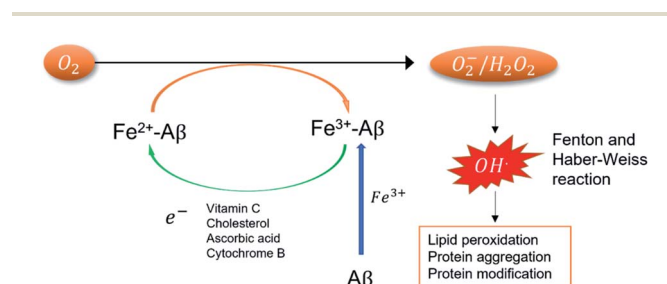 O₂
O₂⁻/H₂O₂
Fe²⁺-Aβ
Fe³⁺-Aβ
Fenton and
Haber-Weiss
reaction
OH·
Fe³⁺
e⁻
Vitamin C
Cholesterol
Ascorbic acid
Cytochrome B
Aβ
Lipid peroxidation
Protein aggregation
Protein modification